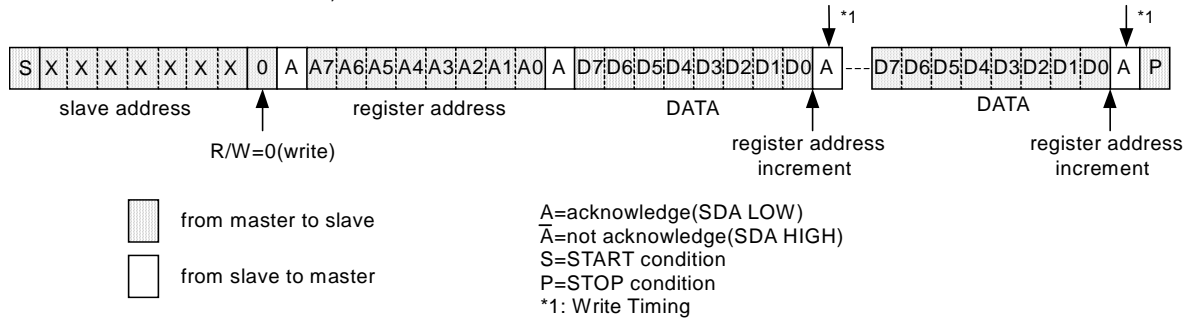 *1 *1
S X X X X X X X 0 A A7 A6 A5 A4 A3 A2 A1 A0 A D7 D6 D5 D4 D3 D2 D1 D0 A D7 D6 D5 D4 D3 D2 D1 D0 A P
slave address register address DATA DATA
R/W=0(write)
register address
increment
register address
increment
from master to slave
from slave to master
A=acknowledge(SDA LOW)
A̅=not acknowledge(SDA HIGH)
S=START condition
P=STOP condition
*1: Write Timing